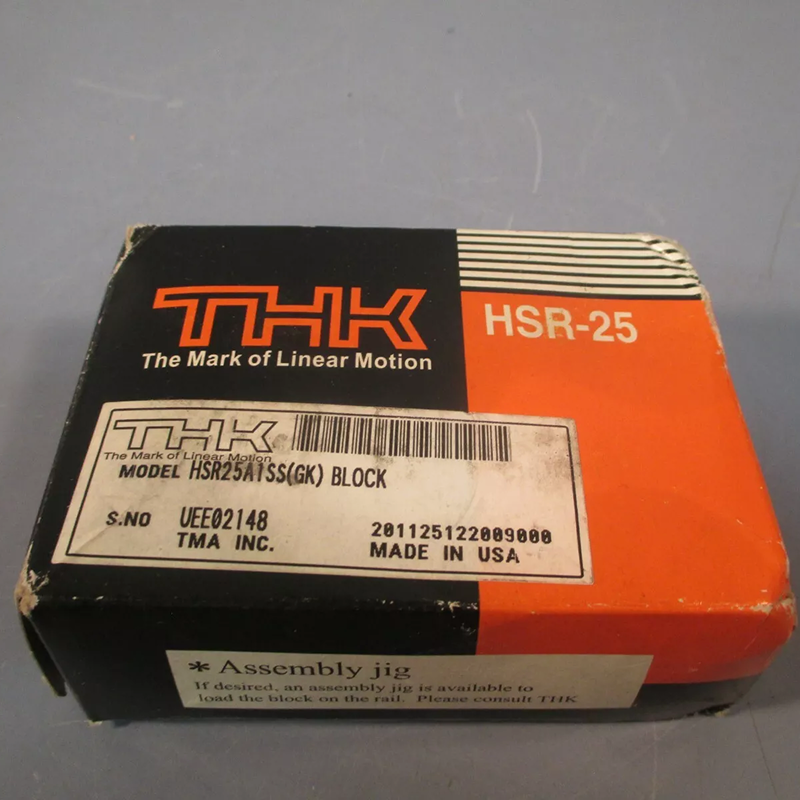 THK
The Mark of Linear Motion
HSR-25
THK
The Mark of Linear Motion
MODEL HSR25A1SS(GK) BLOCK
S.NO UEE02148
TMA INC.
201125122009000
MADE IN USA
* Assembly jig
If desired, an assembly jig is available to
load the block on the rail. Please consult THK